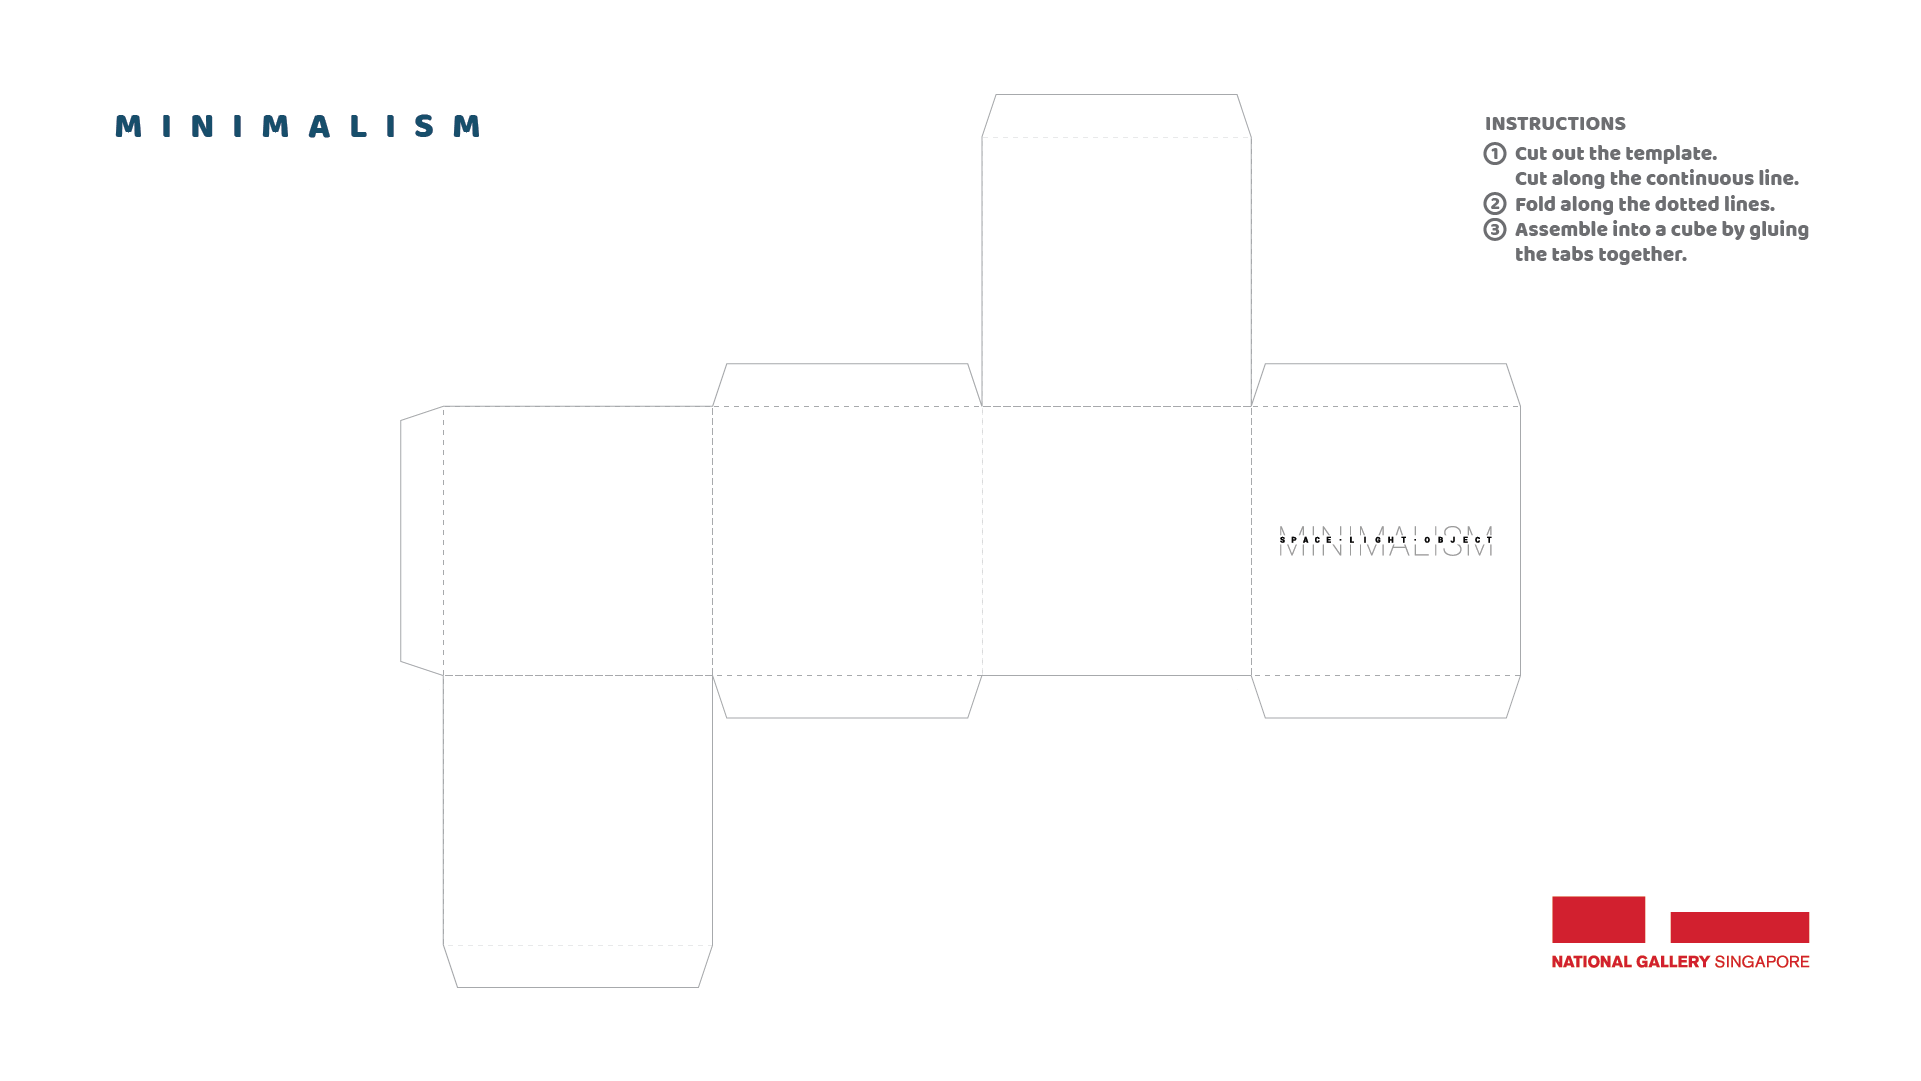 MINIMALISM
INSTRUCTIONS
1 Cut out the template.
Cut along the continuous line.
2 Fold along the dotted lines.
3 Assemble into a cube by gluing
the tabs together.
MINIMALISM
SPACE·LIGHT·OBJECT
NATIONAL GALLERY SINGAPORE